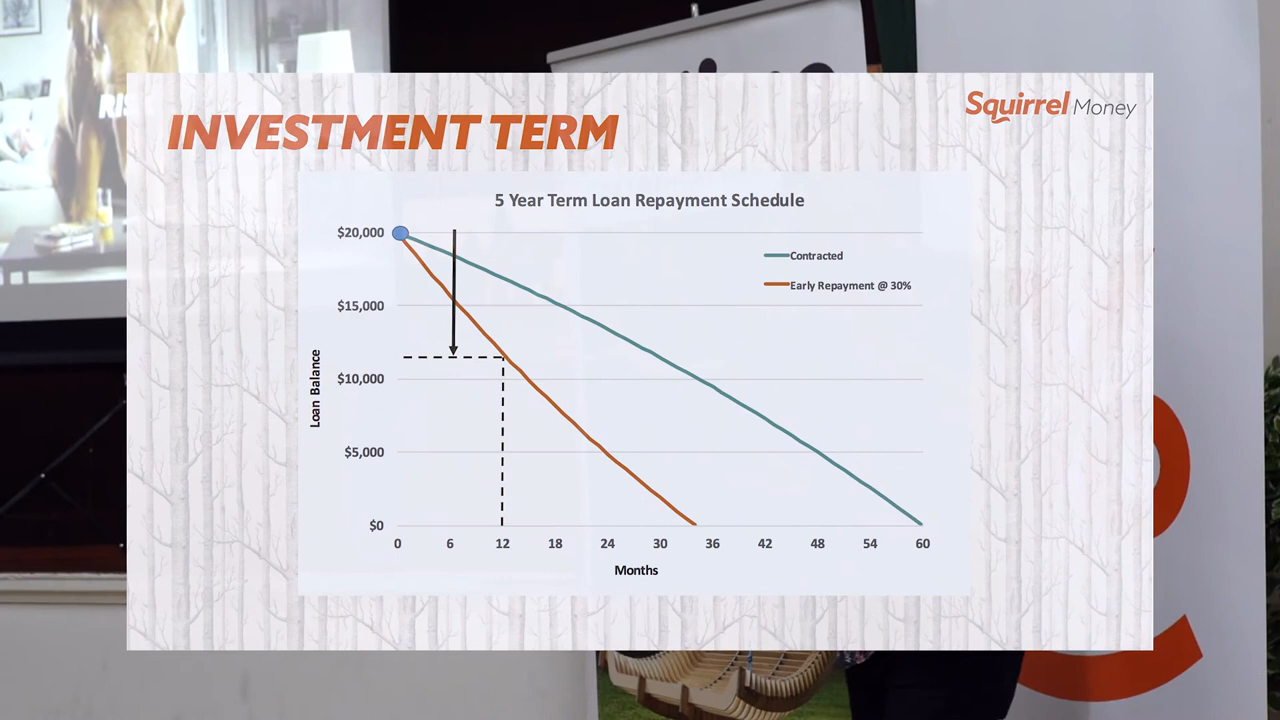 Squirrel Money
INVESTMENT TERM
5 Year Term Loan Repayment Schedule
$20,000
$15,000
$10,000
$5,000
$0
Loan Balance
Contracted
Early Repayment @ 30%
0 6 12 18 24 30 36 42 48 54 60
Months